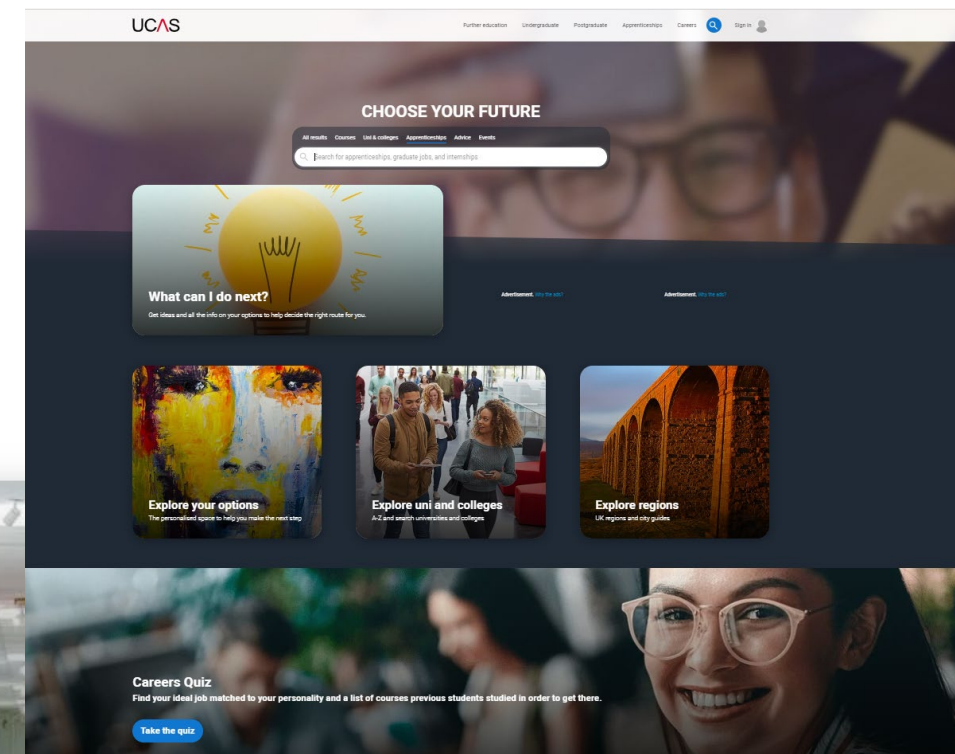 UCAS
Further education Undergraduate Postgraduate Apprenticeships Careers Sign in
CHOOSE YOUR FUTURE
All results Courses Uni & colleges Apprenticeships Advice Events
Search for apprenticeships, graduate jobs, and internships
What can I do next?
Get ideas and all the info on your options to help decide the right route for you.
Advertisement. Why the ads?
Advertisement. Why the ads?
Explore your options
The personalised space to help you make the next step
Explore uni and colleges
A-Z and search universities and colleges
Explore regions
UK regions and city guides
Careers Quiz
Find your ideal job matched to your personality and a list of courses previous students studied in order to get there.
Take the quiz